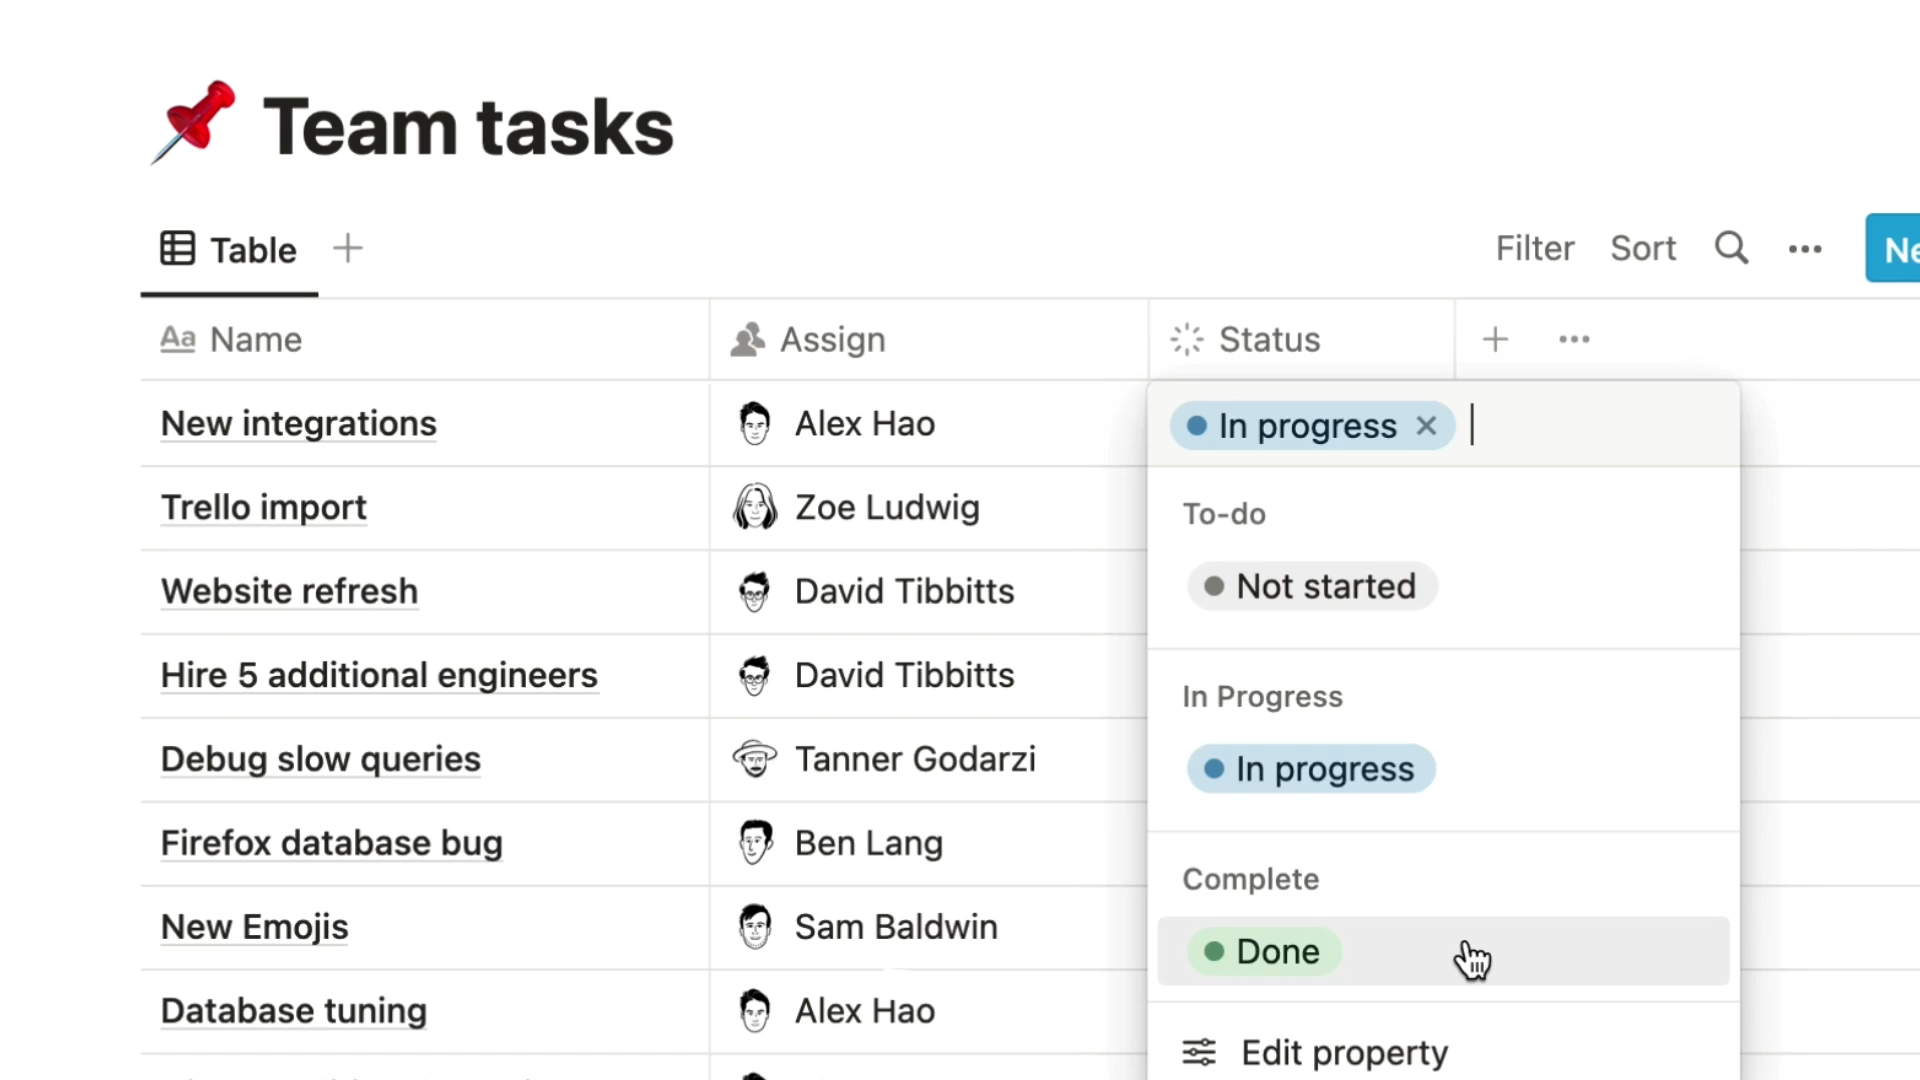 Team tasks
Table
Filter Sort Ne
Aa Name Assign Status
New integrations Alex Hao In progress
Trello import Zoe Ludwig To-do
Website refresh David Tibbitts Not started
Hire 5 additional engineers David Tibbitts In Progress
Debug slow queries Tanner Godarzi In progress
Firefox database bug Ben Lang Complete
New Emojis Sam Baldwin Done
Database tuning Alex Hao Edit property